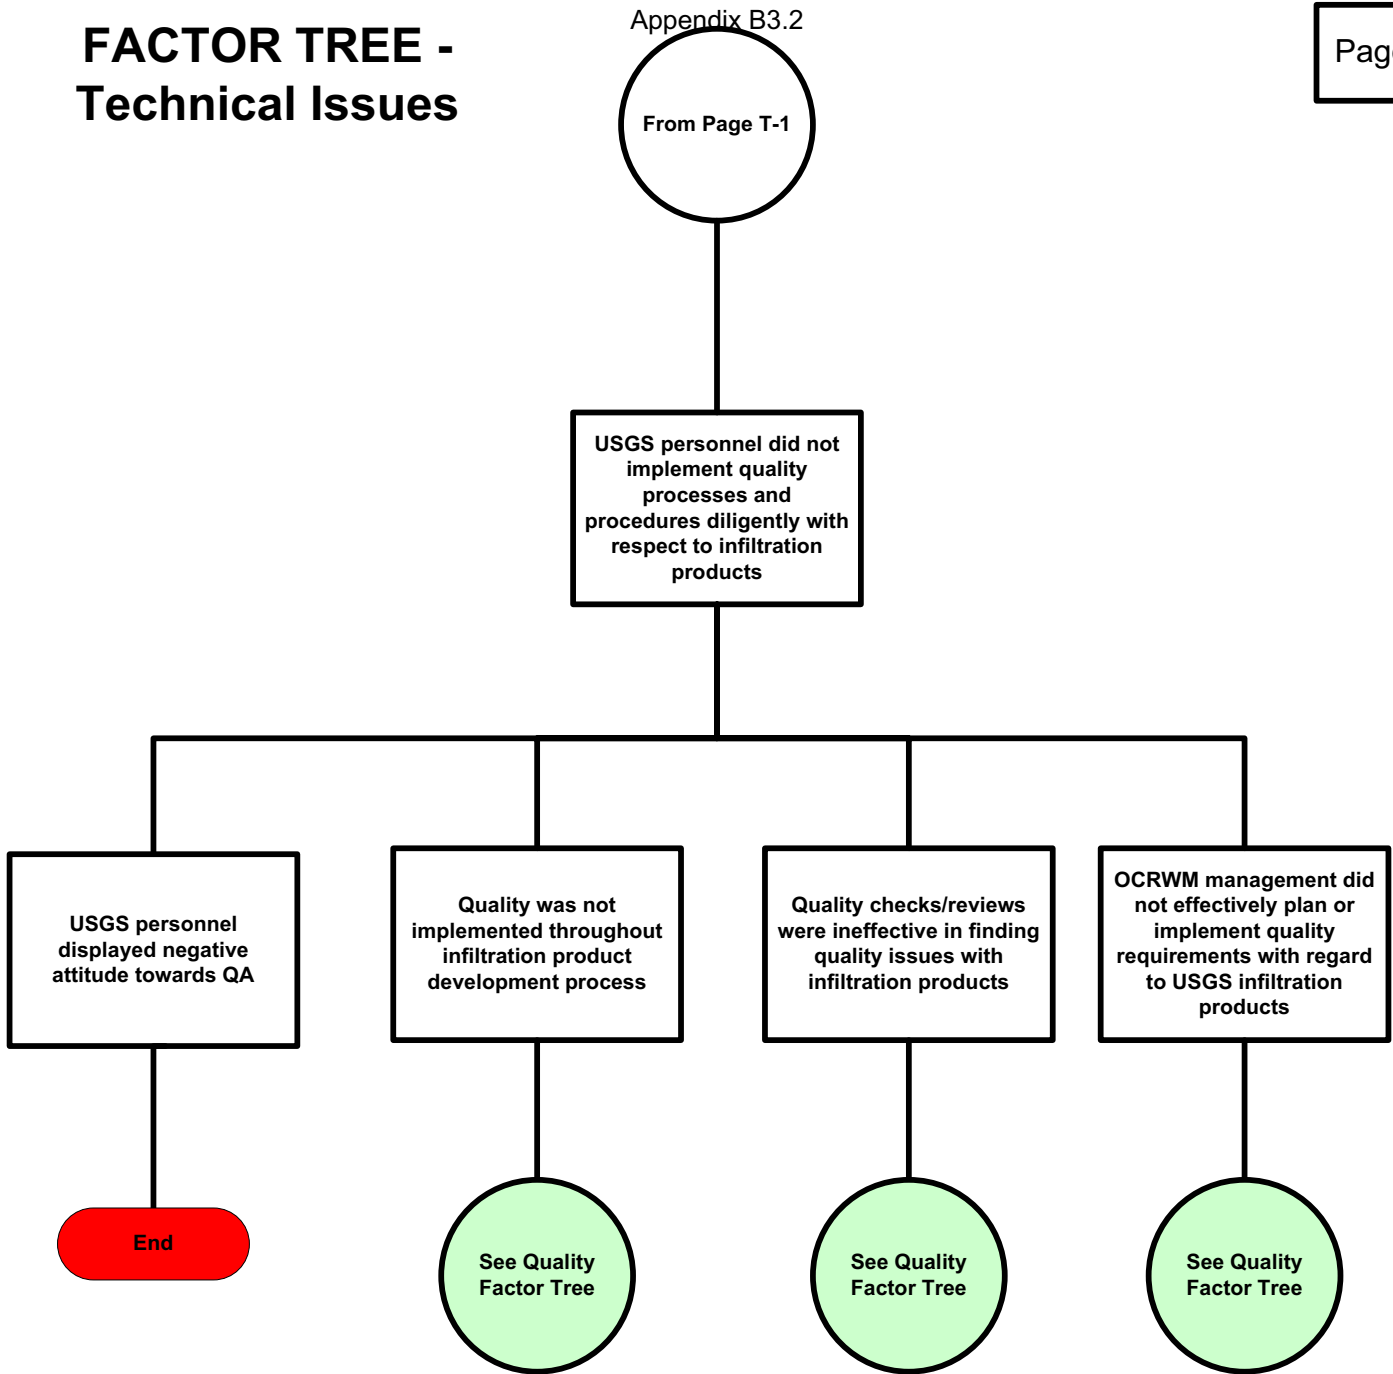 Appendix B3.2
FACTOR TREE -
Technical Issues
From Page T-1
USGS personnel did not
implement quality
processes and
procedures diligently with
respect to infiltration
products
USGS personnel
displayed negative
attitude towards QA
Quality was not
implemented throughout
infiltration product
development process
Quality checks/reviews
were ineffective in finding
quality issues with
infiltration products
OCRWM management did
not effectively plan or
implement quality
requirements with regard
to USGS infiltration
products
End
See Quality
Factor Tree
See Quality
Factor Tree
See Quality
Factor Tree